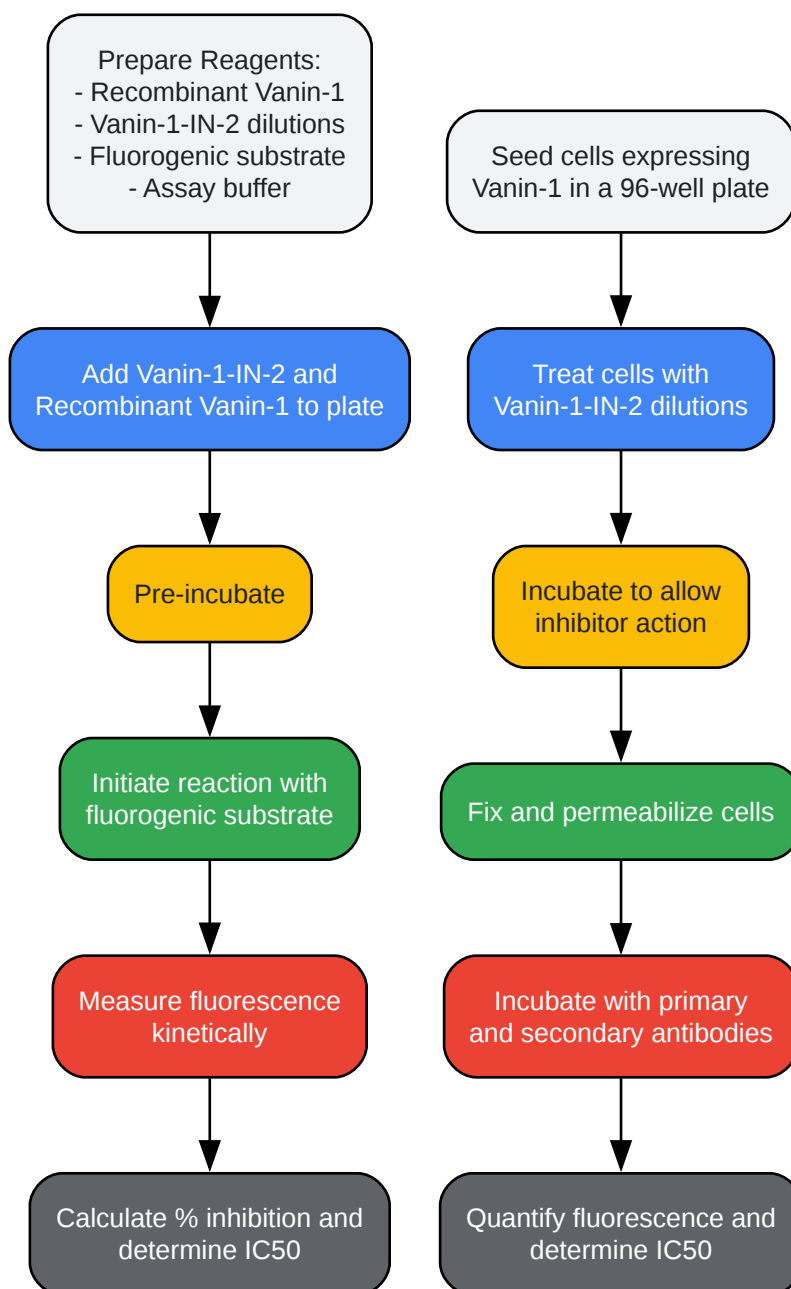 Prepare Reagents:
- Recombinant Vanin-1
- Vanin-1-IN-2 dilutions
- Fluorogenic substrate
- Assay buffer
Add Vanin-1-IN-2 and
Recombinant Vanin-1 to plate
Pre-incubate
Initiate reaction with
fluorogenic substrate
Measure fluorescence
kinetically
Calculate % inhibition and
determine IC50
Seed cells expressing
Vanin-1 in a 96-well plate
Treat cells with
Vanin-1-IN-2 dilutions
Incubate to allow
inhibitor action
Fix and permeabilize cells
Incubate with primary
and secondary antibodies
Quantify fluorescence and
determine IC50